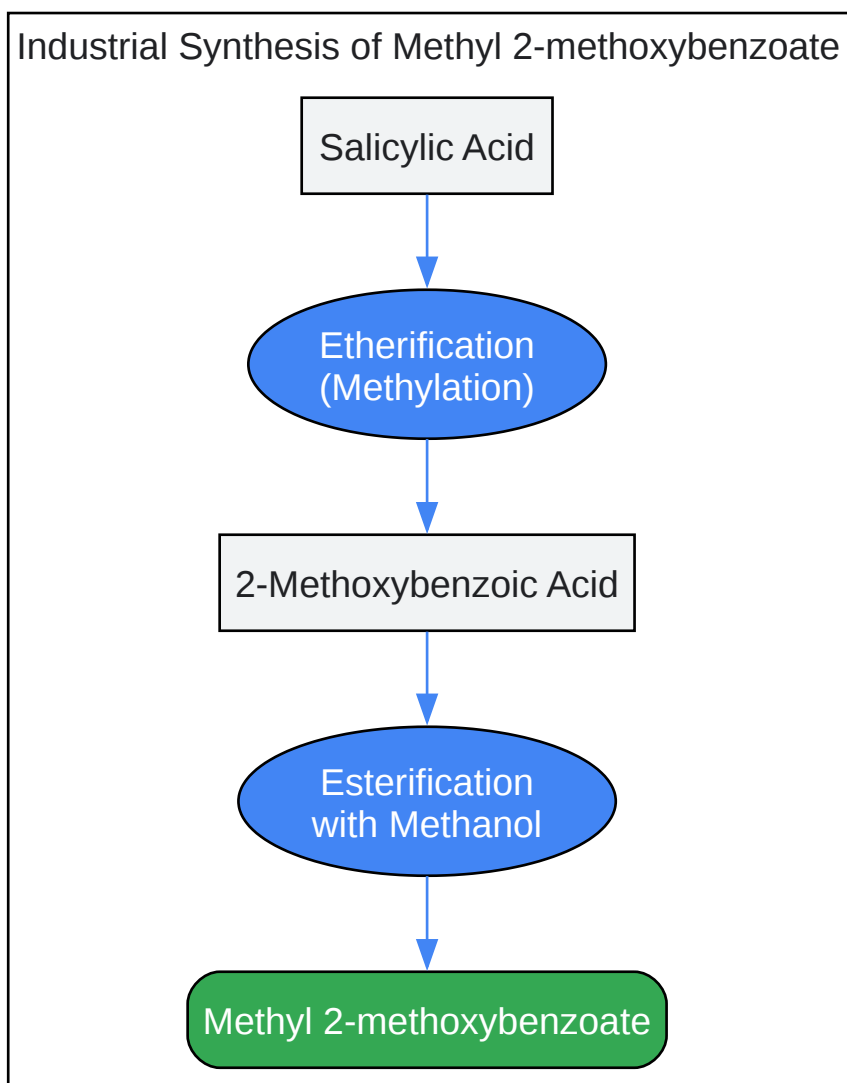 Industrial Synthesis of Methyl 2-methoxybenzoate
Salicylic Acid
Etherification
(Methylation)
2-Methoxybenzoic Acid
Esterification
with Methanol
Methyl 2-methoxybenzoate